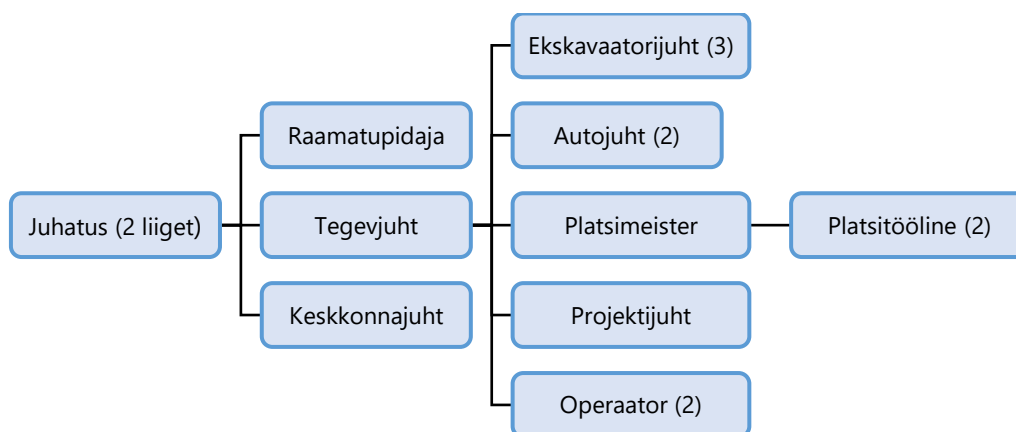 Ekskavaatorijuht (3)
Raamatupidaja
Autojuht (2)
Juhatus (2 liiget)
Tegevjuht
Platsimeister
Platsitööline (2)
Keskkonnajuht
Projektijuht
Operaator (2)